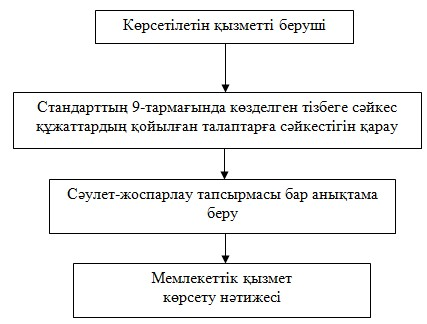 Көрсетілетін қызметті беруші
Стандарттың 9-тармағында көзделген тізбеге сәйкес
құжаттардың қойылған талаптарға сәйкестігін қарау
Сәулет-жоспарлау тапсырмасы бар анықтама
беру
Мемлекеттік қызмет
көрсету нәтижесі